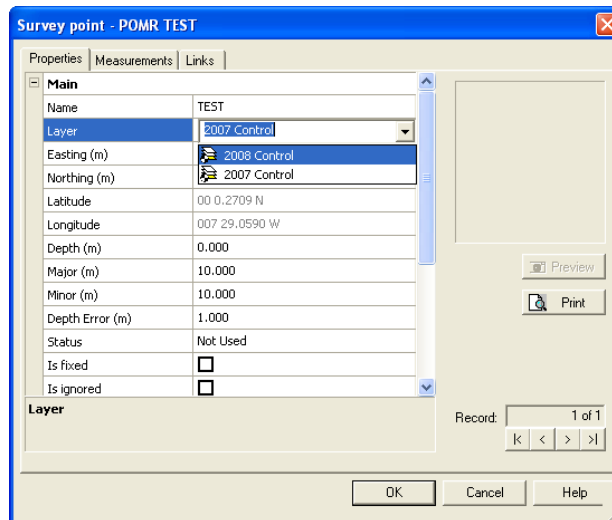 Survey point - POMR TEST
Properties Measurements Links
Main
Name TEST
Layer 2007 Control
Easting (m) 2008 Control
Northing (m) 2007 Control
Latitude 00 0.2709 N
Longitude 007 29.0590 W
Depth (m) 0.000
Major (m) 10.000
Minor (m) 10.000
Depth Error (m) 1.000
Status Not Used
Is fixed
Is ignored
Layer
Preview
Print
Record: 1 of 1
OK Cancel Help